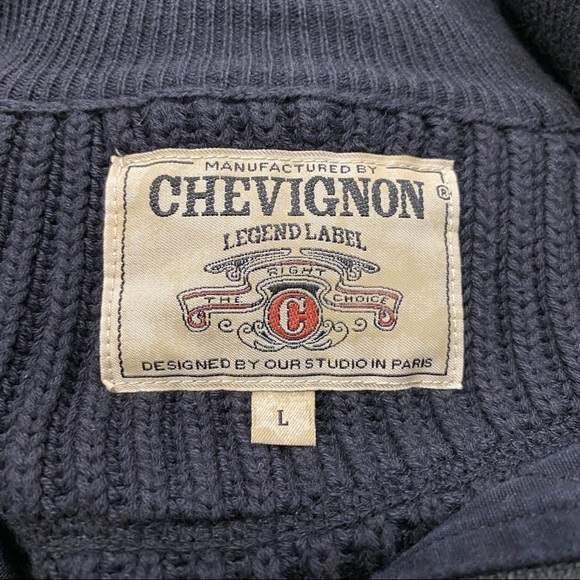 MANUFACTURED BY
CHEVIGNON ®
LEGEND LABEL
RIGHT
THE CHOICE
C
DESIGNED BY OUR STUDIO IN PARIS
L